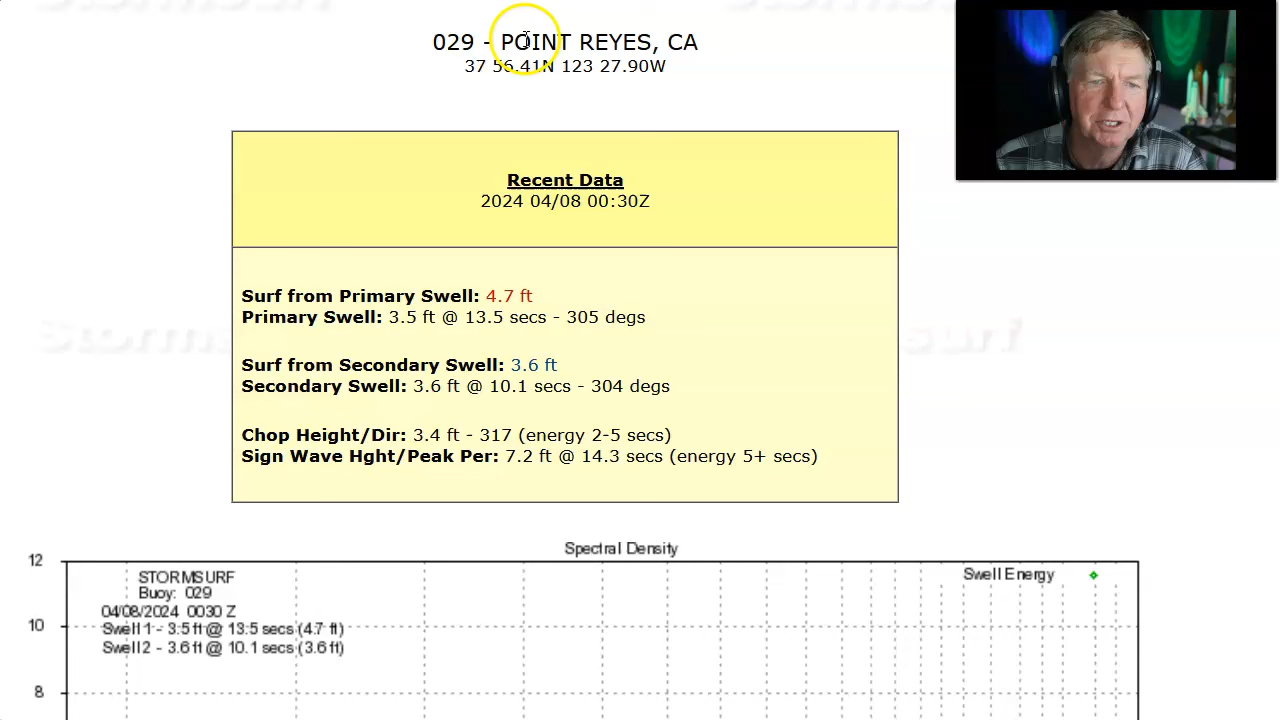 029 - POINT REYES, CA
37 56.41N 123 27.90W
Recent Data
2024 04/08 00:30Z
Surf from Primary Swell: 4.7 ft
Primary Swell: 3.5 ft @ 13.5 secs - 305 degs
Surf from Secondary Swell: 3.6 ft
Secondary Swell: 3.6 ft @ 10.1 secs - 304 degs
Chop Height/Dir: 3.4 ft - 317 (energy 2-5 secs)
Sign Wave Hght/Peak Per: 7.2 ft @ 14.3 secs (energy 5+ secs)
Spectral Density
12
STORMSURF
Swell Energy
Buoy: 029
04/08/2024 0030 Z
10
Swell 1 - 3.5 ft @ 13.5 secs (4.7 ft)
Swell 2 - 3.6 ft @ 10.1 secs (3.6 ft)
8